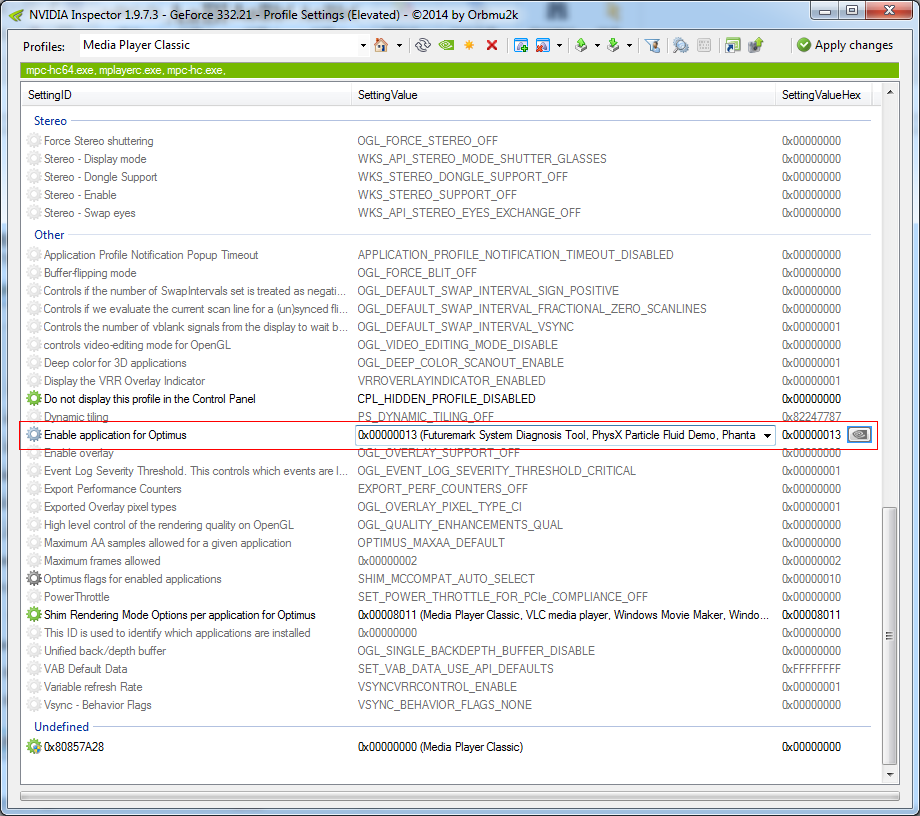 NVIDIA Inspector 1.9.7.3 - GeForce 332.21 - Profile Settings (Elevated) - ©2014 by Orbmu2k
Profiles: Media Player Classic Apply changes
mpc-hc64.exe, mplayerc.exe, mpc-hc.exe,
SettingID SettingValue SettingValueHex
Stereo
Force Stereo shuttering OGL_FORCE_STEREO_OFF 0x00000000
Stereo - Display mode WKS_API_STEREO_MODE_SHUTTER_GLASSES 0x00000000
Stereo - Dongle Support WKS_STEREO_DONGLE_SUPPORT_OFF 0x00000000
Stereo - Enable WKS_STEREO_SUPPORT_OFF 0x00000000
Stereo - Swap eyes WKS_API_STEREO_EYES_EXCHANGE_OFF 0x00000000
Other
Application Profile Notification Popup Timeout APPLICATION_PROFILE_NOTIFICATION_TIMEOUT_DISABLED 0x00000000
Buffer-flipping mode OGL_FORCE_BLIT_OFF 0x00000000
Controls if the number of SwapIntervals set is treated as negati... OGL_DEFAULT_SWAP_INTERVAL_SIGN_POSITIVE 0x00000000
Controls if we evaluate the current scan line for a (un)synced fli... OGL_DEFAULT_SWAP_INTERVAL_FRACTIONAL_ZERO_SCANLINES 0x00000000
Controls the number of vblank signals from the display to wait b... OGL_DEFAULT_SWAP_INTERVAL_VSYNC 0x00000001
controls video-editing mode for OpenGL OGL_VIDEO_EDITING_MODE_DISABLE 0x00000000
Deep color for 3D applications OGL_DEEP_COLOR_SCANOUT_ENABLE 0x00000001
Display the VRR Overlay Indicator VRROVERLAYINDICATOR_ENABLED 0x00000001
Do not display this profile in the Control Panel CPL_HIDDEN_PROFILE_DISABLED 0x00000000
Dynamic tiling PS_DYNAMIC_TILING_OFF 0x82247787
Enable application for Optimus 0x00000013 (Futuremark System Diagnosis Tool, PhysX Particle Fluid Demo, Phanta 0x00000013
Enable overlay OGL_OVERLAY_SUPPORT_OFF 0x00000000
Event Log Severity Threshold. This controls which events are l... OGL_EVENT_LOG_SEVERITY_THRESHOLD_CRITICAL 0x00000000
Export Performance Counters EXPORT_PERF_COUNTERS_OFF 0x00000000
Exported Overlay pixel types OGL_OVERLAY_PIXEL_TYPE_CI 0x00000001
High level control of the rendering quality on OpenGL OGL_QUALITY_ENHANCEMENTS_QUAL 0x00000000
Maximum AA samples allowed for a given application OPTIMUS_MAXAA_DEFAULT 0x00000000
Maximum frames allowed 0x00000002 0x00000002
Optimus flags for enabled applications SHIM_MCCOMPAT_AUTO_SELECT 0x00000010
PowerThrottle SET_POWER_THROTTLE_FOR_PCIe_COMPLIANCE_OFF 0x00000000
Shim Rendering Mode Options per application for Optimus 0x00008011 (Media Player Classic, VLC media player, Windows Movie Maker, Windo... 0x00008011
This ID is used to identify which applications are installed 0x00000000 0x00000000
Unified back/depth buffer OGL_SINGLE_BACKDEPTH_BUFFER_DISABLE 0x00000000
VAB Default Data SET_VAB_DATA_USE_API_DEFAULTS 0xFFFFFFFF
Variable refresh Rate VSYNCVRRCONTROL_ENABLE 0x00000001
Vsync - Behavior Flags VSYNC_BEHAVIOR_FLAGS_NONE 0x00000000
Undefined
0x80857A28 0x00000000 (Media Player Classic) 0x00000000